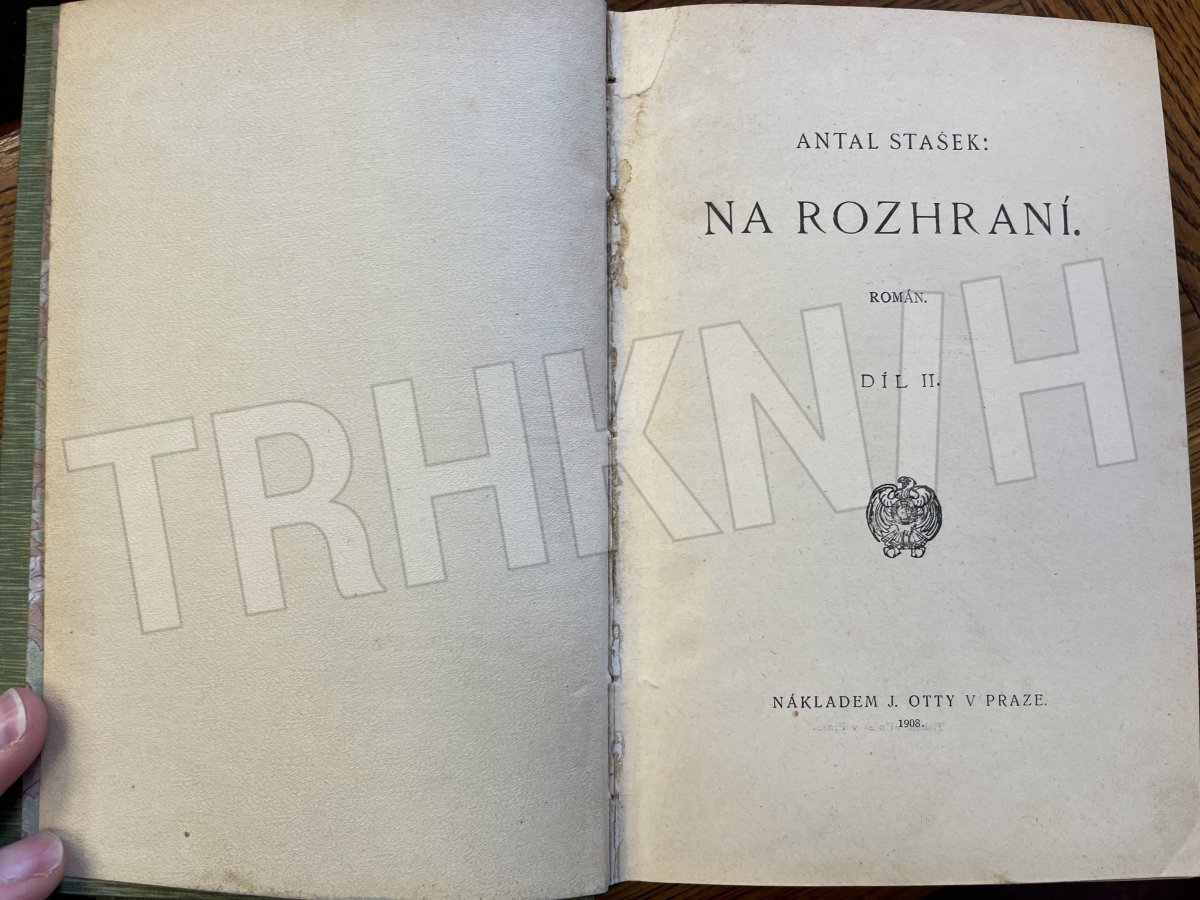 ANTAL STAŠEK:
NA ROZHRANÍ.
ROMÁN.
DÍL II.
TRHKNIH
NÁKLADEM J. OTTY V PRAZE.
1908.